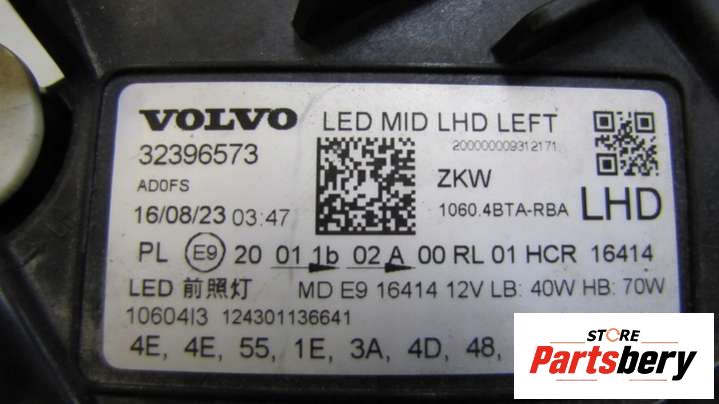 VOLVO LED MID LHD LEFT
32396573 200000009312171
AD0FS ZKW
16/08/23 03:47 1060.4BTA-RBA LHD
PL E9 20 01 1b 02 A 00 RL 01 HCR 16414
LED 前照灯 MD E9 16414 12V LB: 40W HB: 70W
10604I3 124301136641
4E, 4E, 55, 1E, 3A, 4D, 48,
STORE
Partsbery